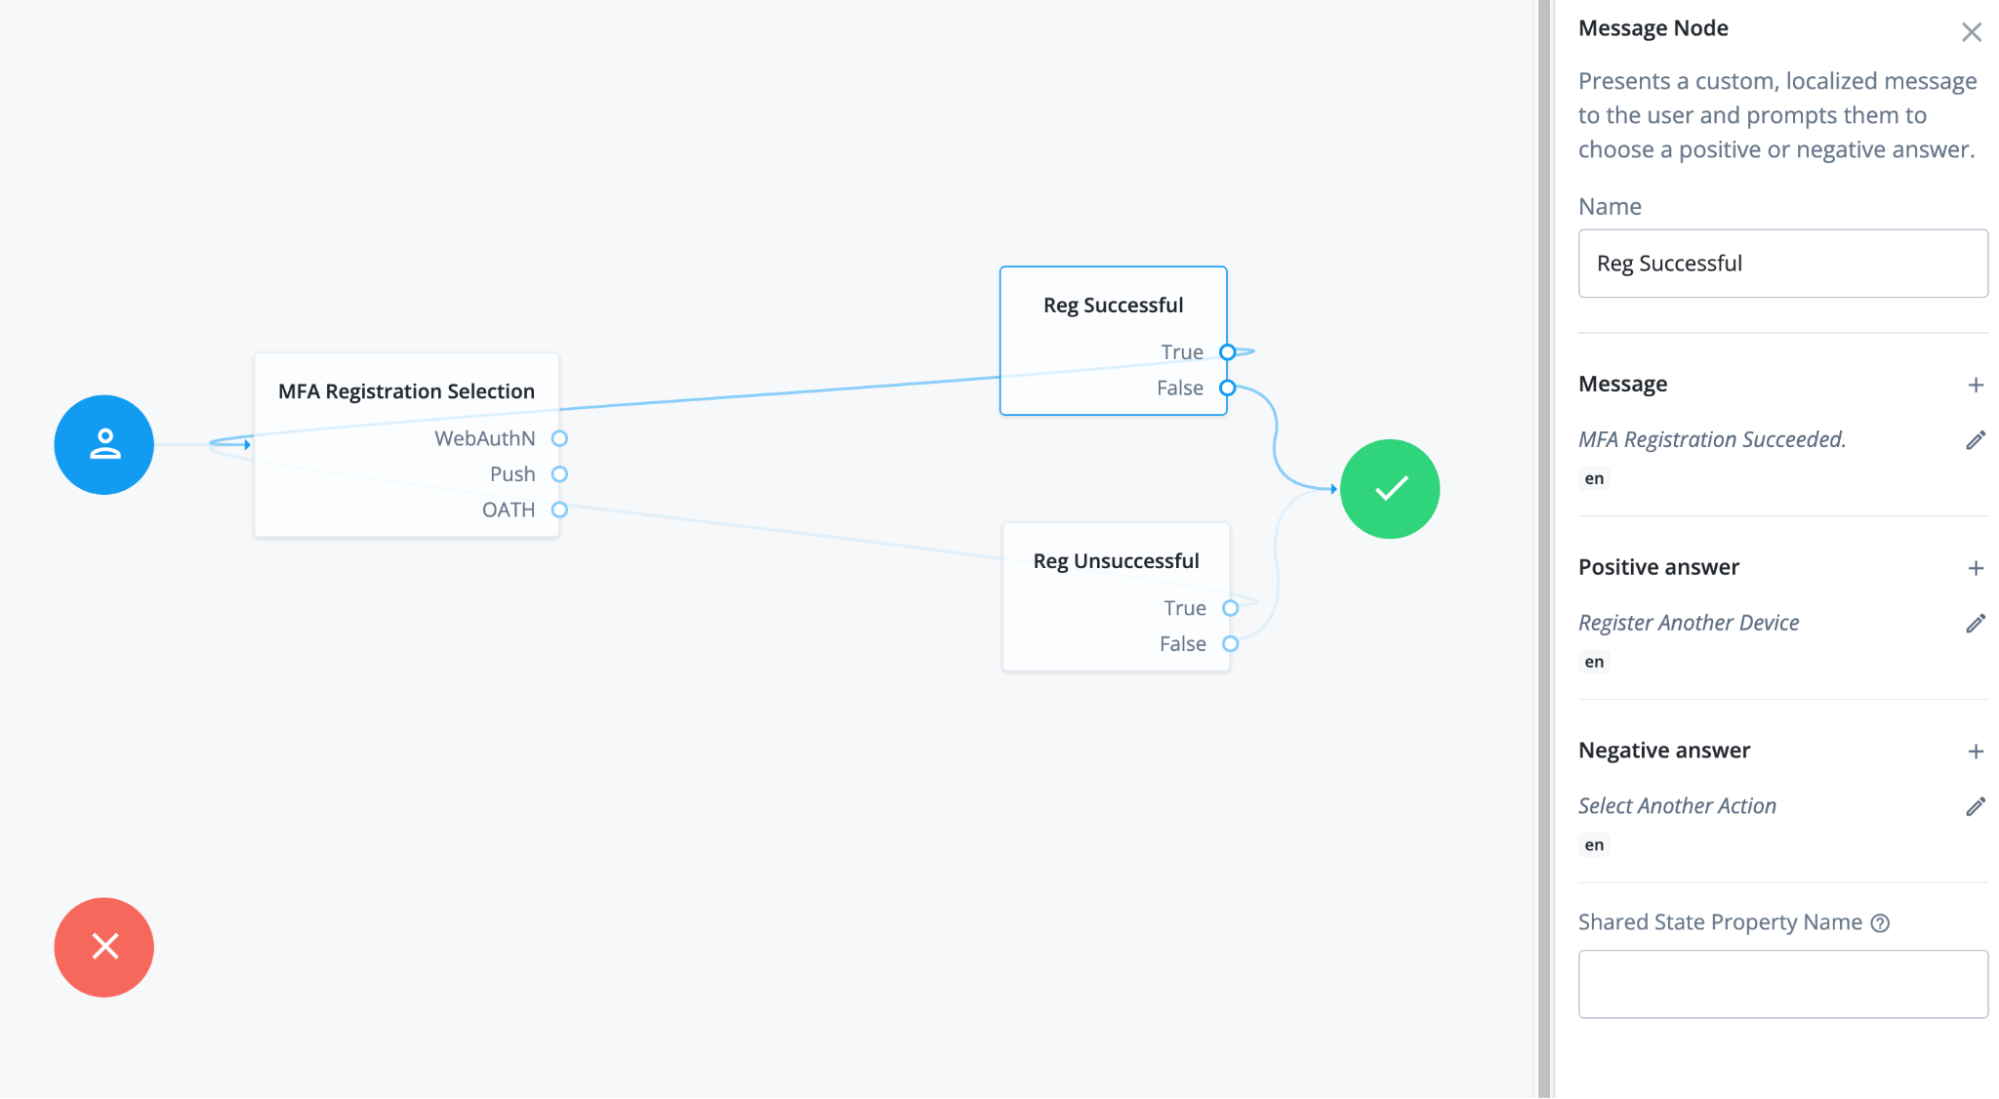 MFA Registration Selection
WebAuthN
Push
OATH
Reg Successful
True
False
Reg Unsuccessful
True
False
Message Node
Presents a custom, localized message
to the user and prompts them to
choose a positive or negative answer.
Name
Reg Successful
Message
MFA Registration Succeeded.
en
Positive answer
Register Another Device
en
Negative answer
Select Another Action
en
Shared State Property Name